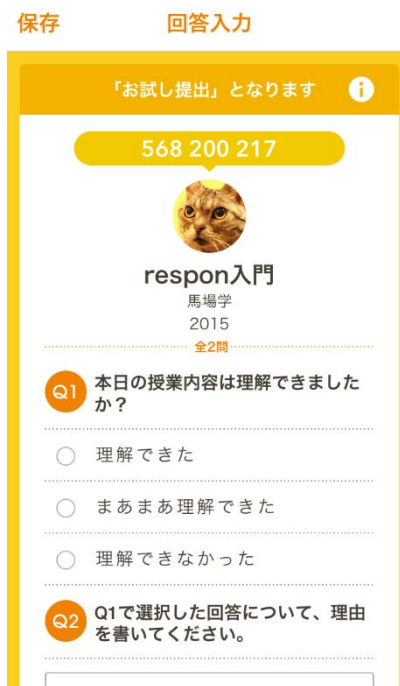 保存
回答入力
「お試し提出」となります
i
568 200 217
respon入門
馬場学
2015
全2問
Q1
本日の授業内容は理解できました
か？
理解できた
まあまあ理解できた
理解できなかった
Q2
Q1で選択した回答について、理由
を書いてください。